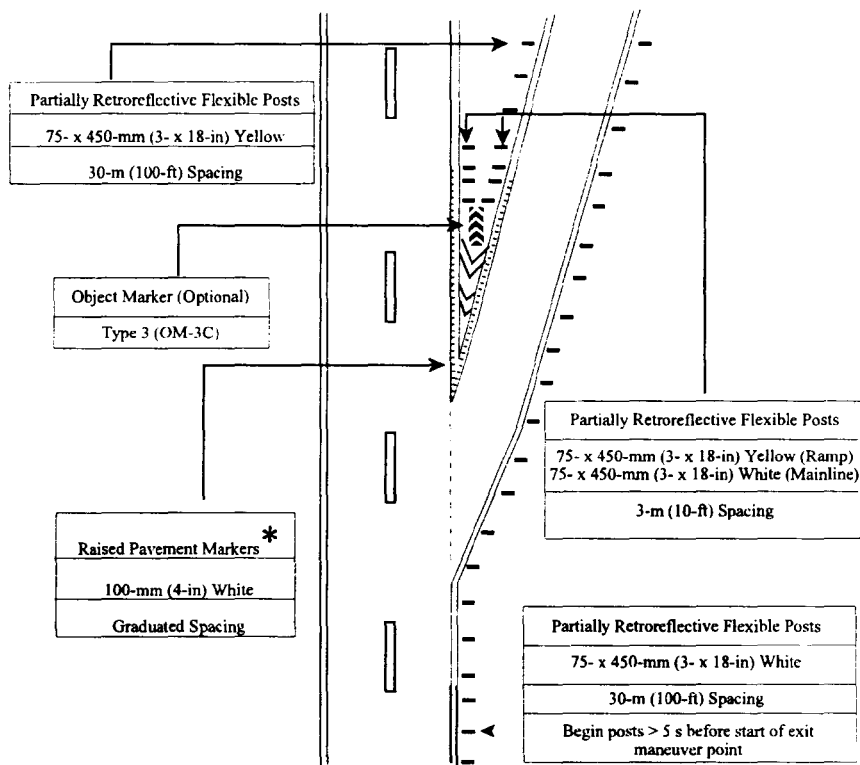 Partially Retroreflective Flexible Posts
75- x 450-mm (3- x 18-in) Yellow
30-m (100-ft) Spacing
Object Marker (Optional)
Type 3 (OM-3C)
Partially Retroreflective Flexible Posts
75- x 450-mm (3- x 18-in) Yellow (Ramp)
75- x 450-mm (3- x 18-in) White (Mainline)
3-m (10-ft) Spacing
Raised Pavement Markers *
100-mm (4-in) White
Graduated Spacing
Partially Retroreflective Flexible Posts
75- x 450-mm (3- x 18-in) White
30-m (100-ft) Spacing
Begin posts > 5 s before start of exit
maneuver point